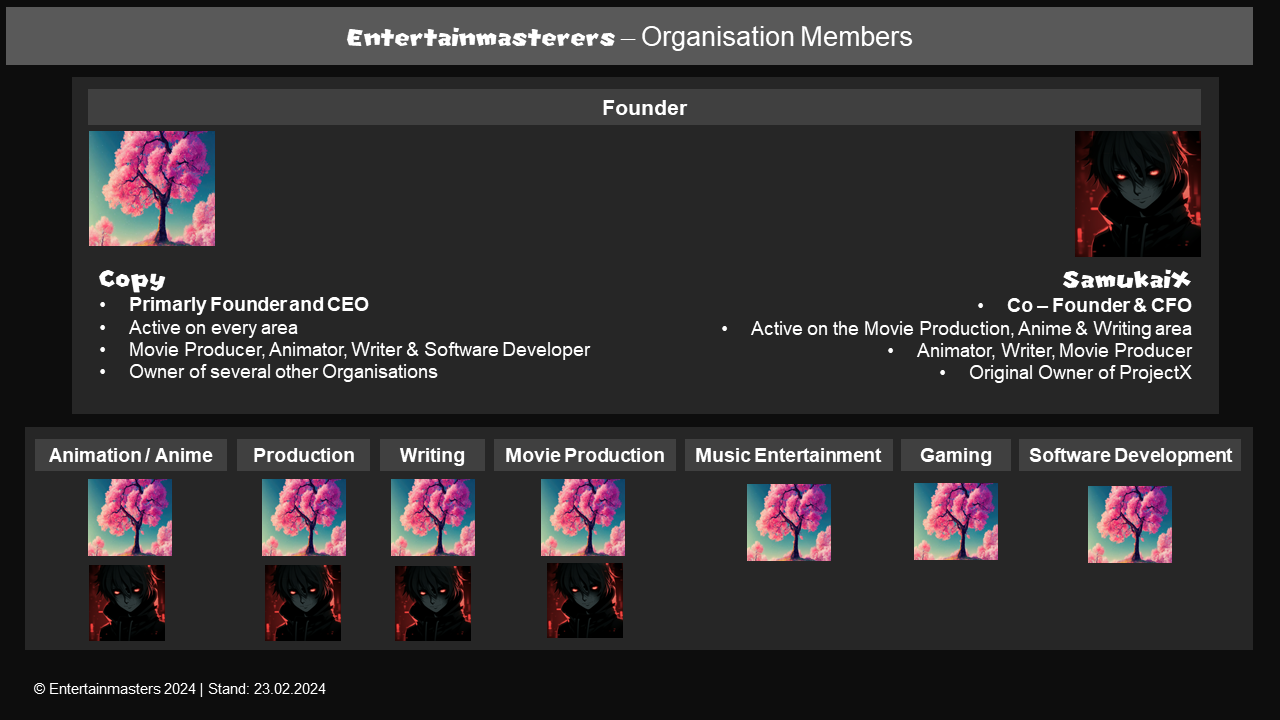 Entertainmasterers – Organisation Members
Founder
Copy
• Primarly Founder and CEO
• Active on every area
• Movie Producer, Animator, Writer & Software Developer
• Owner of several other Organisations
SamukaiX
• Co – Founder & CFO
• Active on the Movie Production, Anime & Writing area
• Animator, Writer, Movie Producer
• Original Owner of ProjectX
Animation / Anime
Production
Writing
Movie Production
Music Entertainment
Gaming
Software Development
© Entertainmasters 2024 | Stand: 23.02.2024